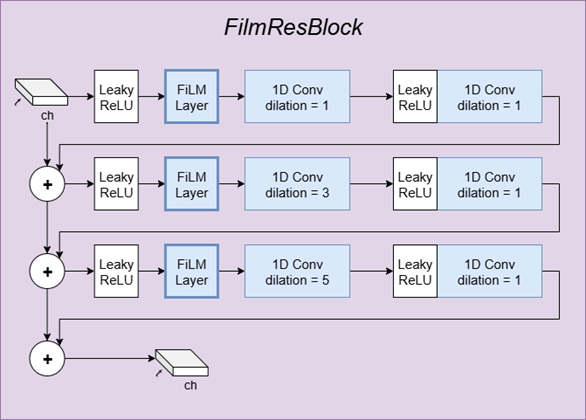 FilmResBlock
ch
Leaky
ReLU
FiLM
Layer
1D Conv
dilation = 1
Leaky
ReLU
1D Conv
dilation = 1
+
Leaky
ReLU
FiLM
Layer
1D Conv
dilation = 3
Leaky
ReLU
1D Conv
dilation = 1
+
Leaky
ReLU
FiLM
Layer
1D Conv
dilation = 5
Leaky
ReLU
1D Conv
dilation = 1
+
ch